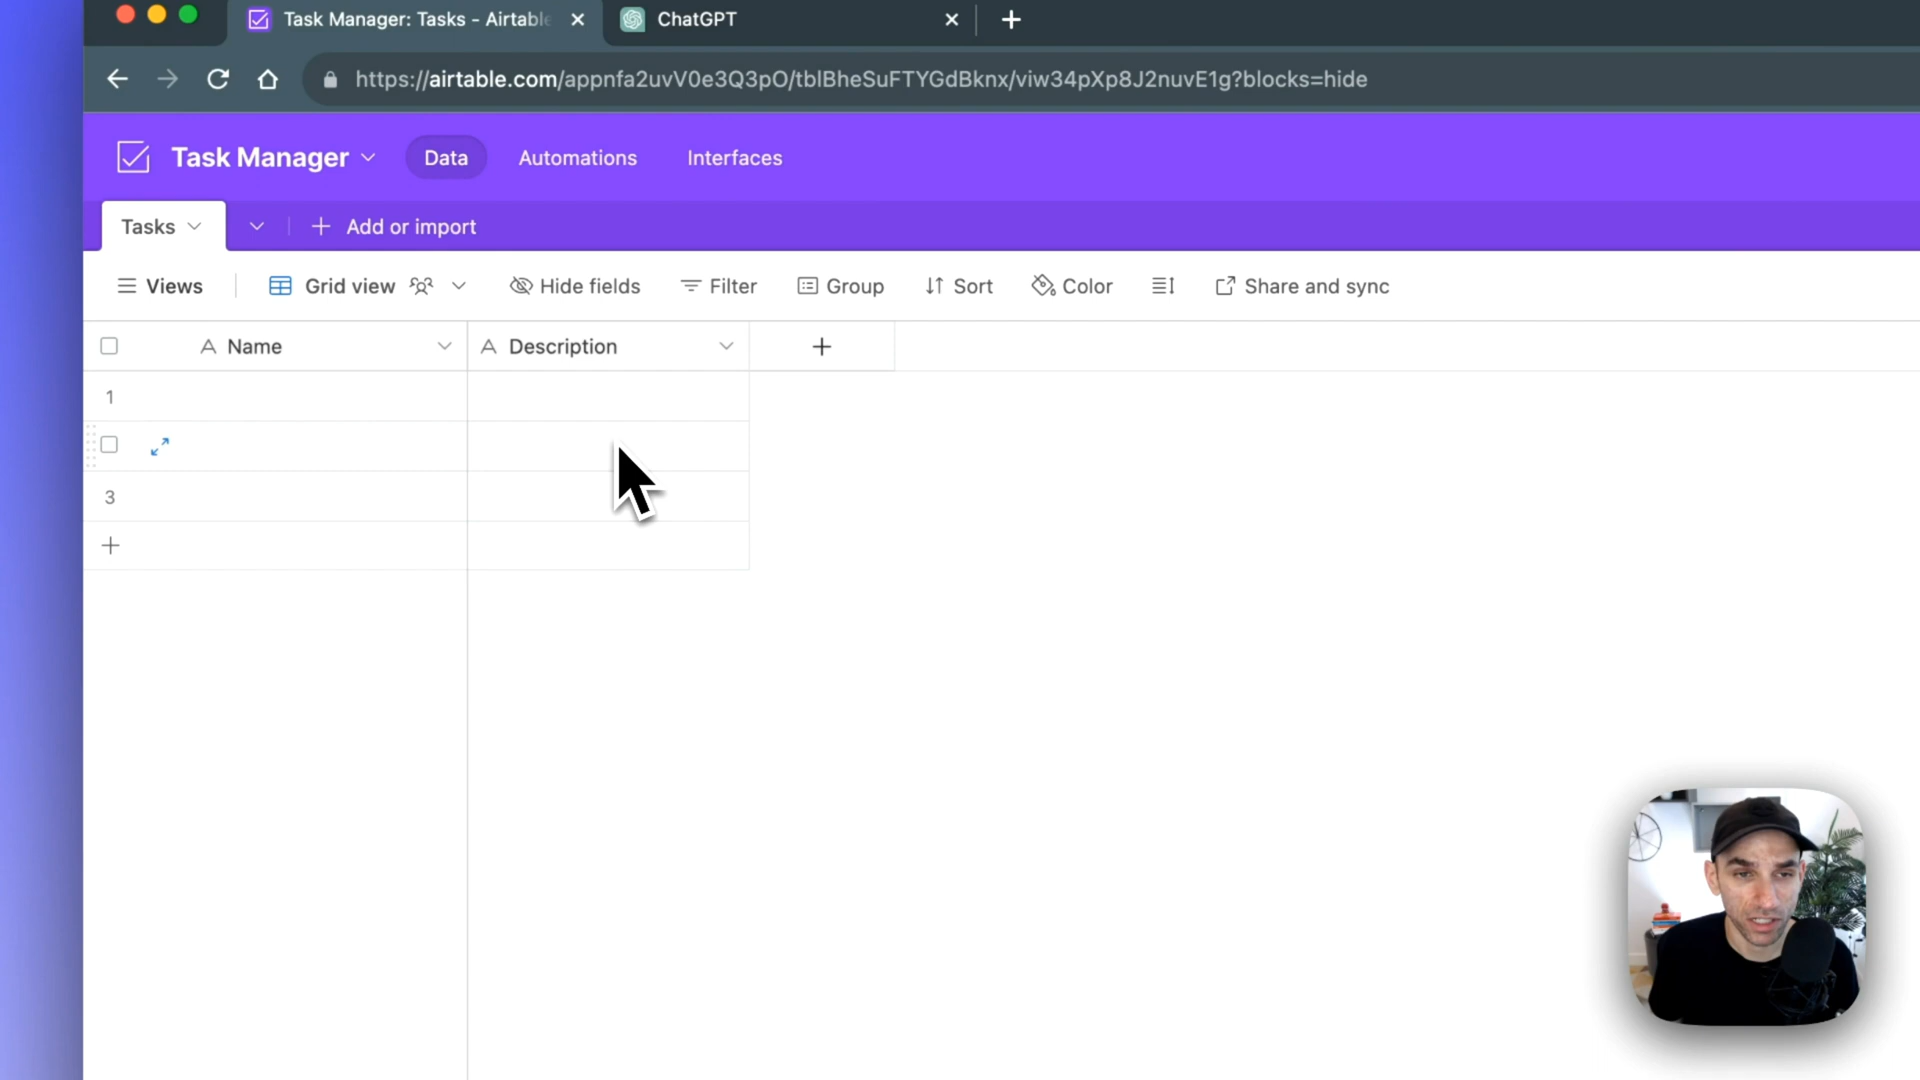 Task Manager: Tasks - Airtable
ChatGPT
https://airtable.com/appnfa2uvV0e3Q3pO/tblBheSuFTYGdBknx/viw34pXp8J2nuvE1g?blocks=hide
Task Manager
Data
Automations
Interfaces
Tasks
Add or import
Views
Grid view
Hide fields
Filter
Group
Sort
Color
Share and sync
Name
Description
1
3